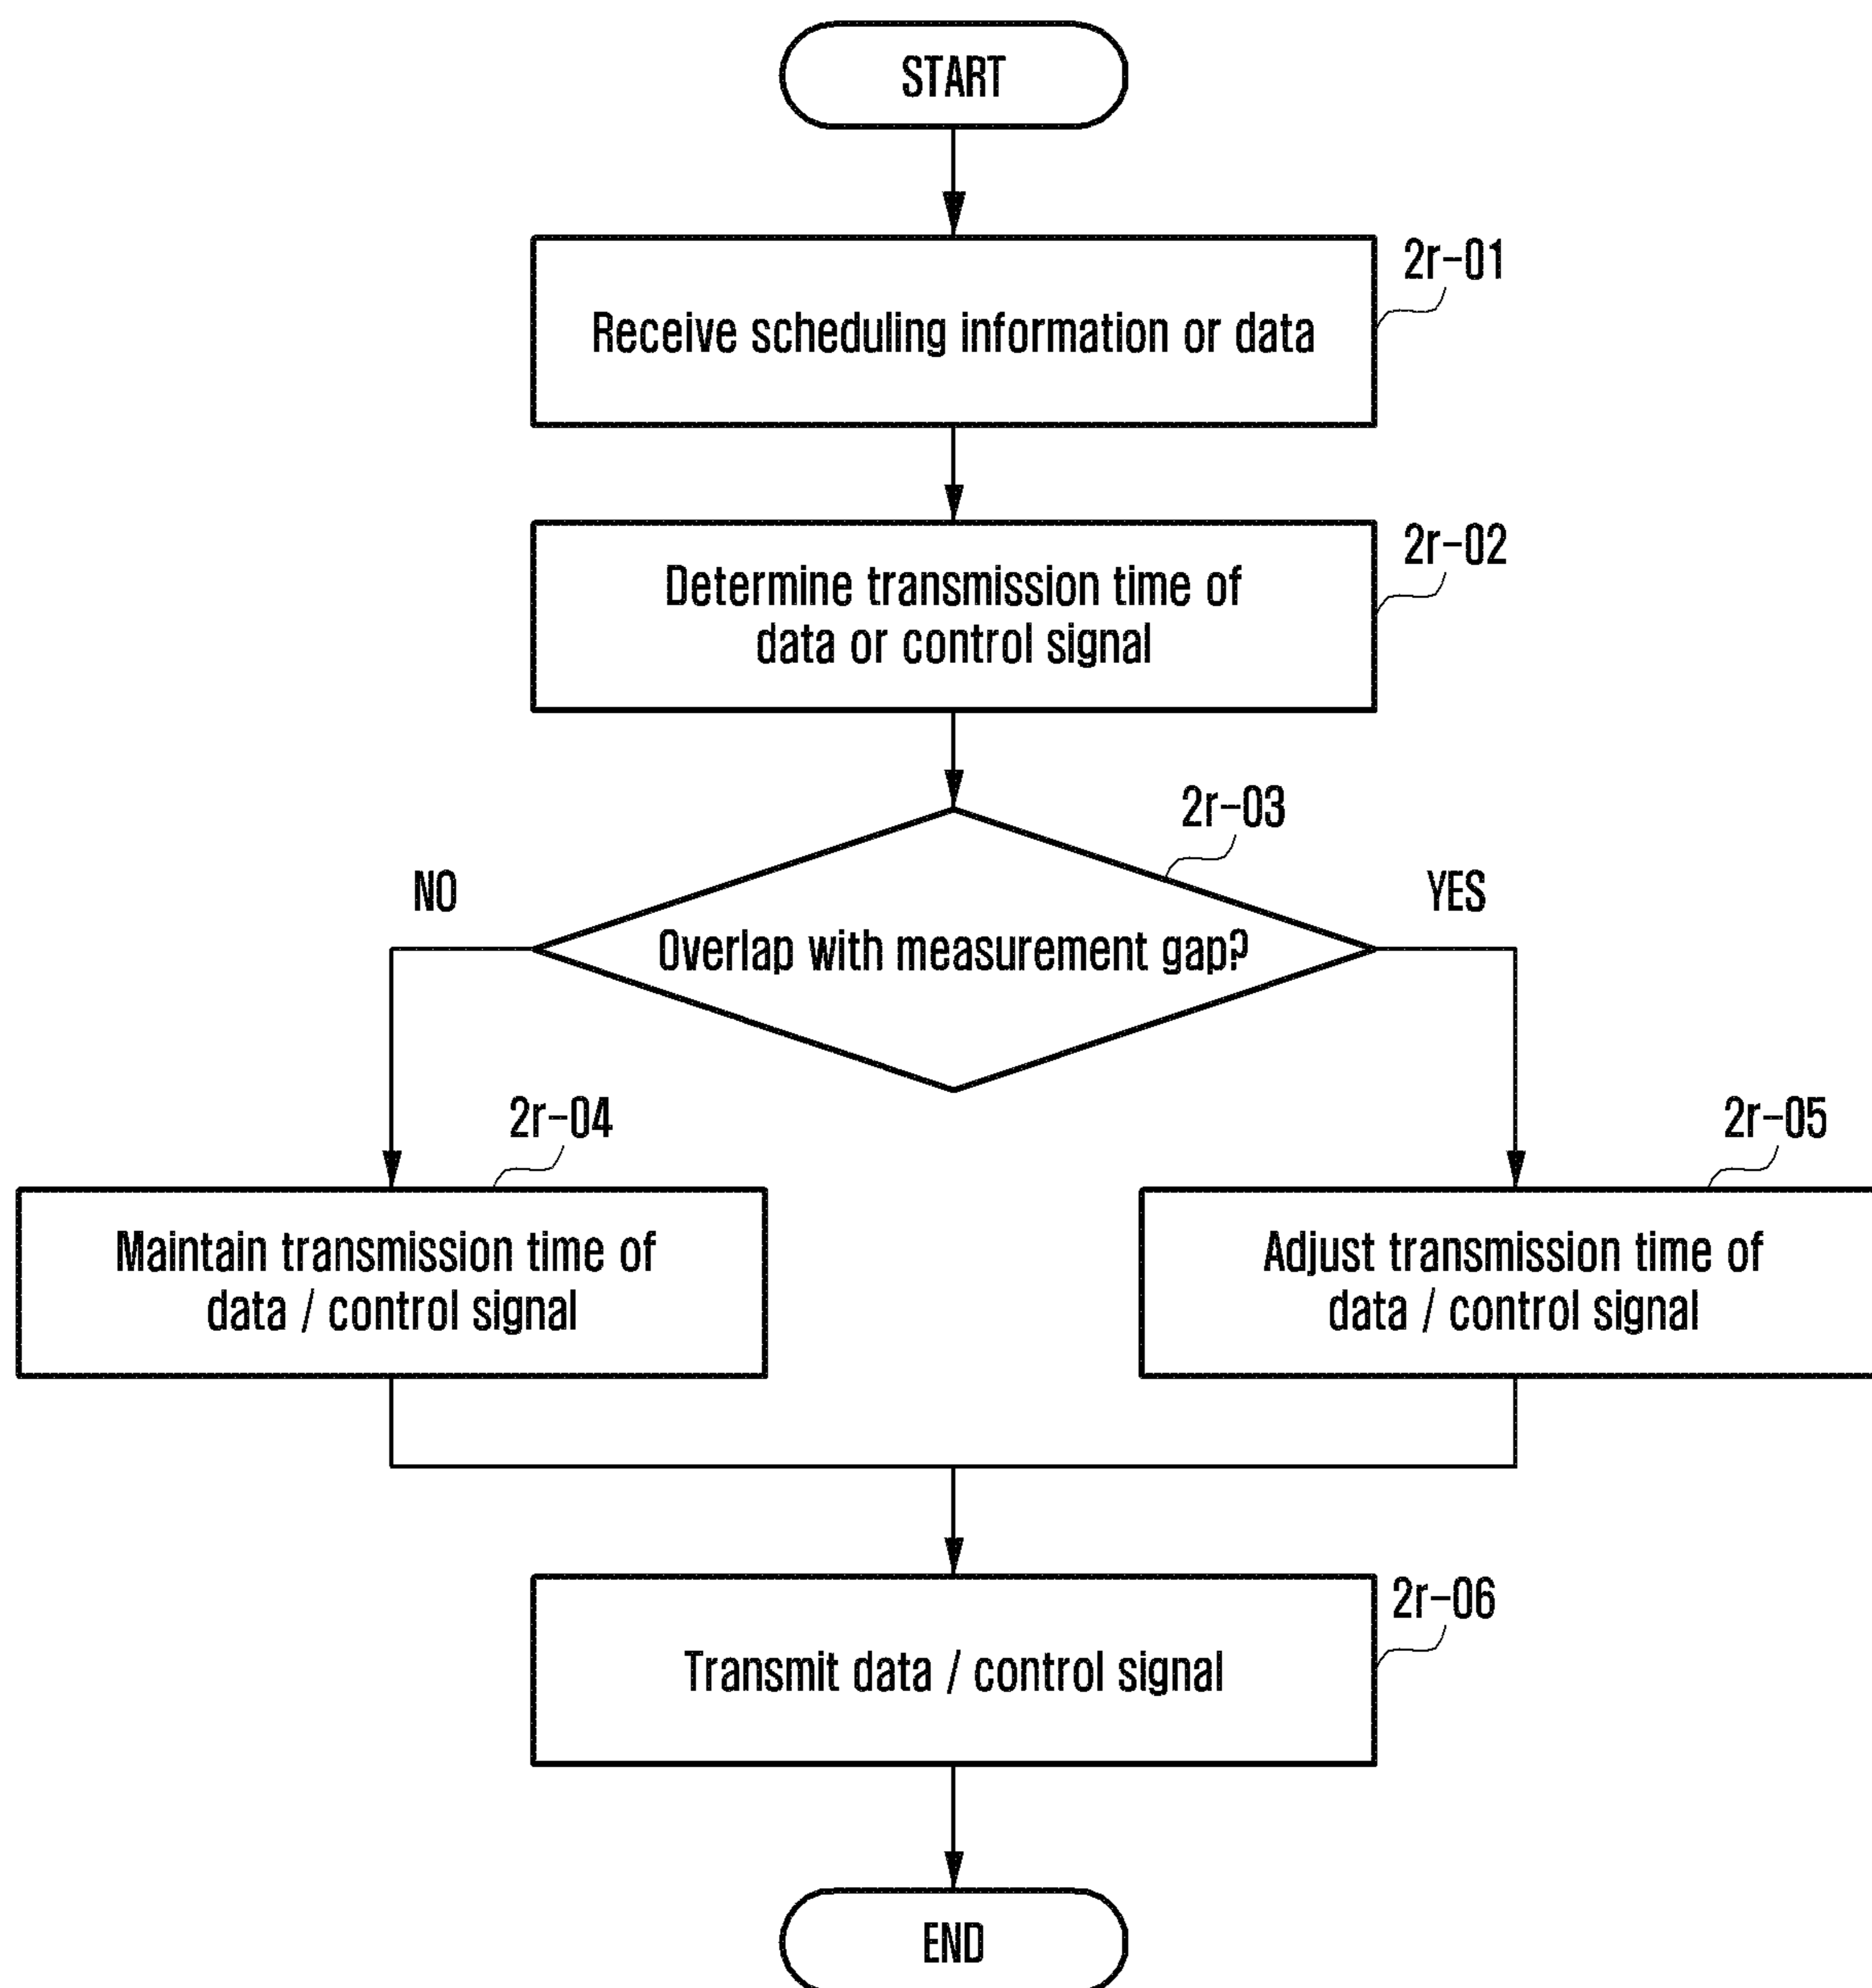 START
2r-01
Receive scheduling information or data
2r-02
Determine transmission time of
data or control signal
2r-03
NO
YES
Overlap with measurement gap?
2r-04
2r-05
Maintain transmission time of
data / control signal
Adjust transmission time of
data / control signal
2r-06
Transmit data / control signal
END